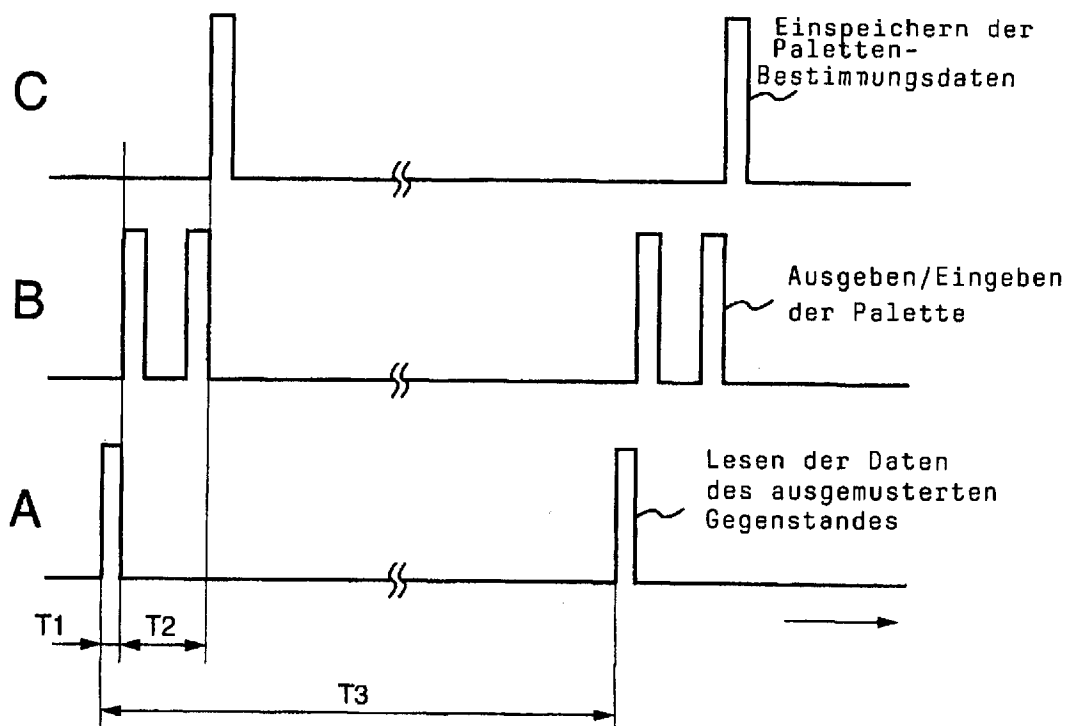 C
Einspeichern der
Paletten-
Bestimmungsdaten
B
Ausgeben/Eingeben
der Palette
A
Lesen der Daten
des ausgemusterten
Gegenstandes
T1
T2
T3